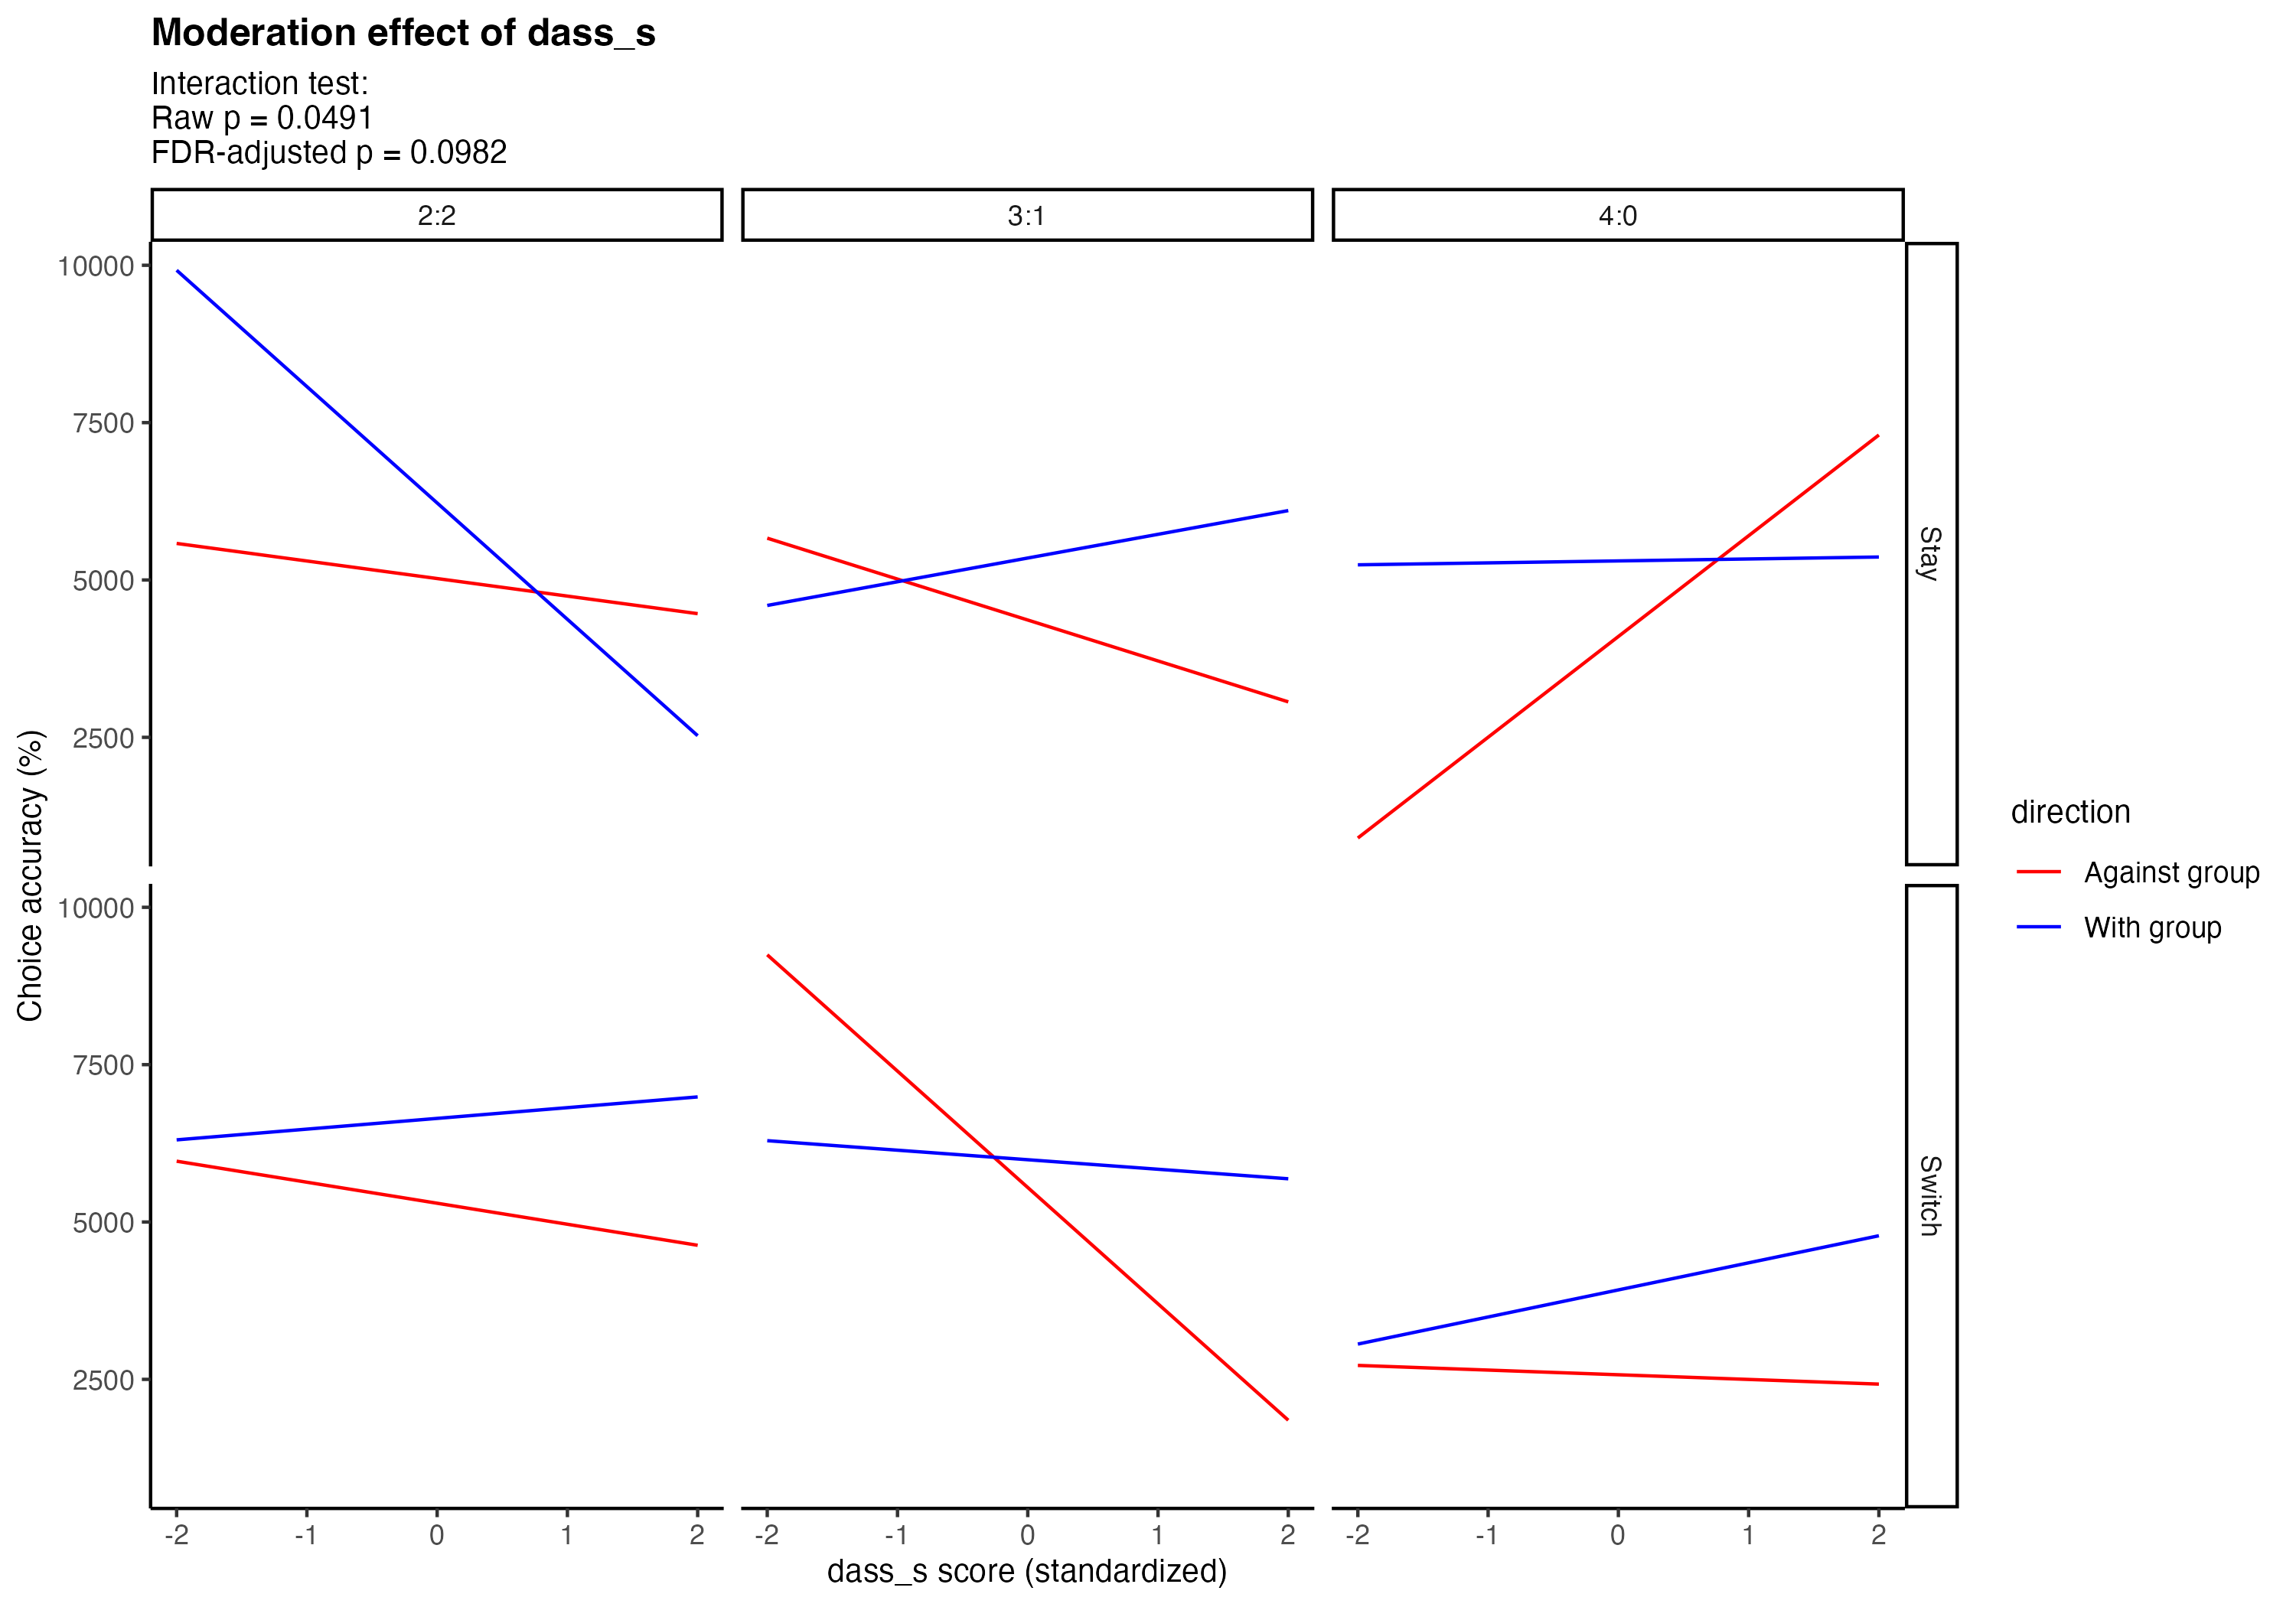 Moderation effect of dass_s
Interaction test:
Raw p = 0.0491
FDR-adjusted p = 0.0982
2:2 3:1 4:0
10000
7500
5000
2500
Stay
Choice accuracy (%)
10000
7500
5000
2500
Switch
-2 -1 0 1 2 -2 -1 0 1 2 -2 -1 0 1 2
dass_s score (standardized)
direction
Against group
With group